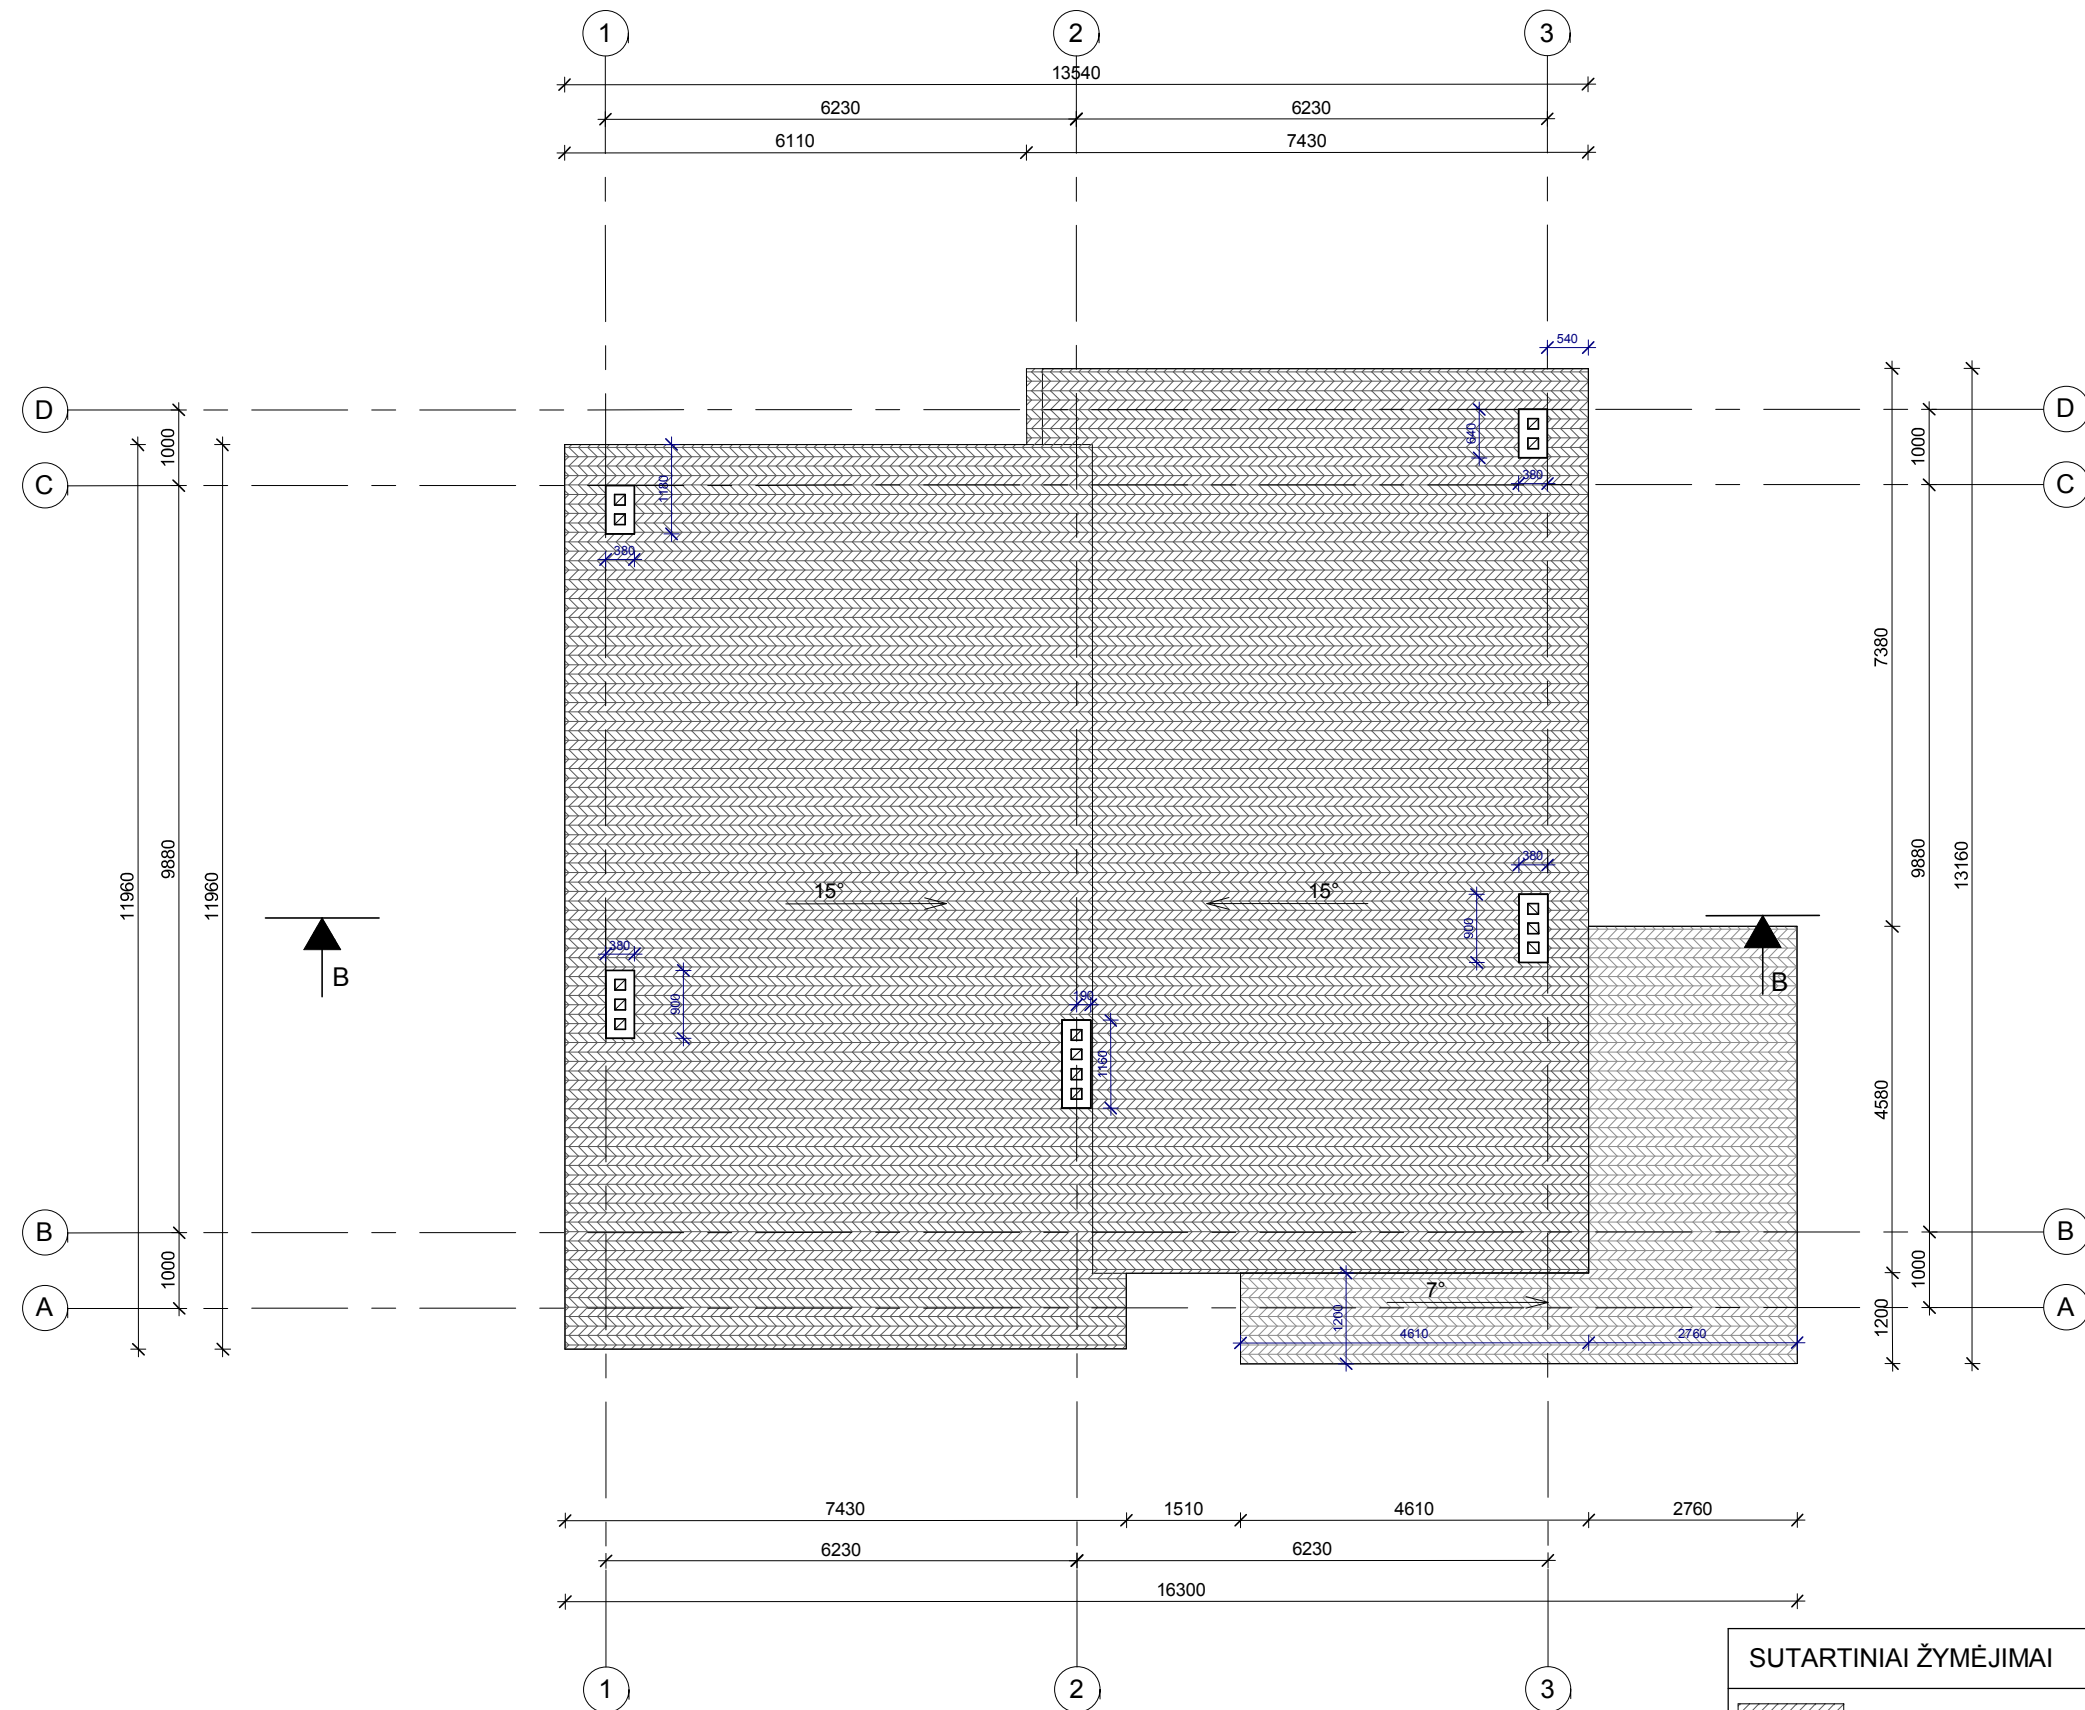 1 2 3
13540
6230 6230
6110 7430
540
D D
1000 1180 640 1000
C 380 C
380
7380
11960 9880 11960 15° 15° 380 9880 13160
900
B 380 B
900 190
1160 4580
B B
1000 7° 1000
A A
1200 4610 2760 1200
7430 1510 4610 2760
6230 6230
16300
SUTARTINIAI ŽYMĖJIMAI
1 2 3